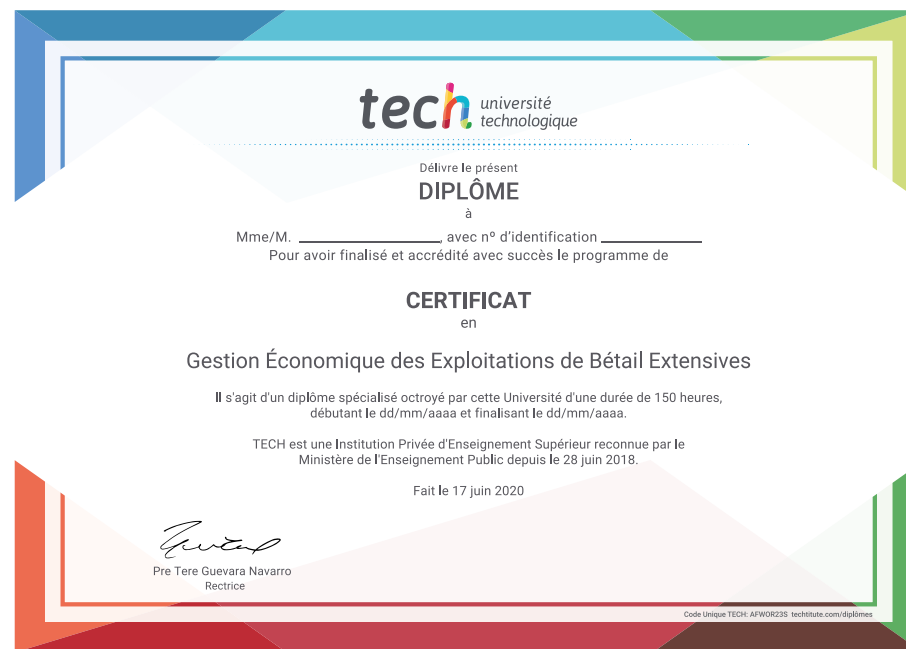 tech université
technologique
Délivre le présent
DIPLÔME
à
Mme/M. ____________________, avec nº d'identification ______________
Pour avoir finalisé et accrédité avec succès le programme de
CERTIFICAT
en
Gestion Économique des Exploitations de Bétail Extensives
Il s'agit d'un diplôme spécialisé octroyé par cette Université d'une durée de 150 heures,
débutant le dd/mm/aaaa et finalisant le dd/mm/aaaa.
TECH est une Institution Privée d'Enseignement Supérieur reconnue par le
Ministère de l'Enseignement Public depuis le 28 juin 2018.
Fait le 17 juin 2020
Pre Tere Guevara Navarro
Rectrice
Code Unique TECH: AFWOR23S techtitute.com/diplômes